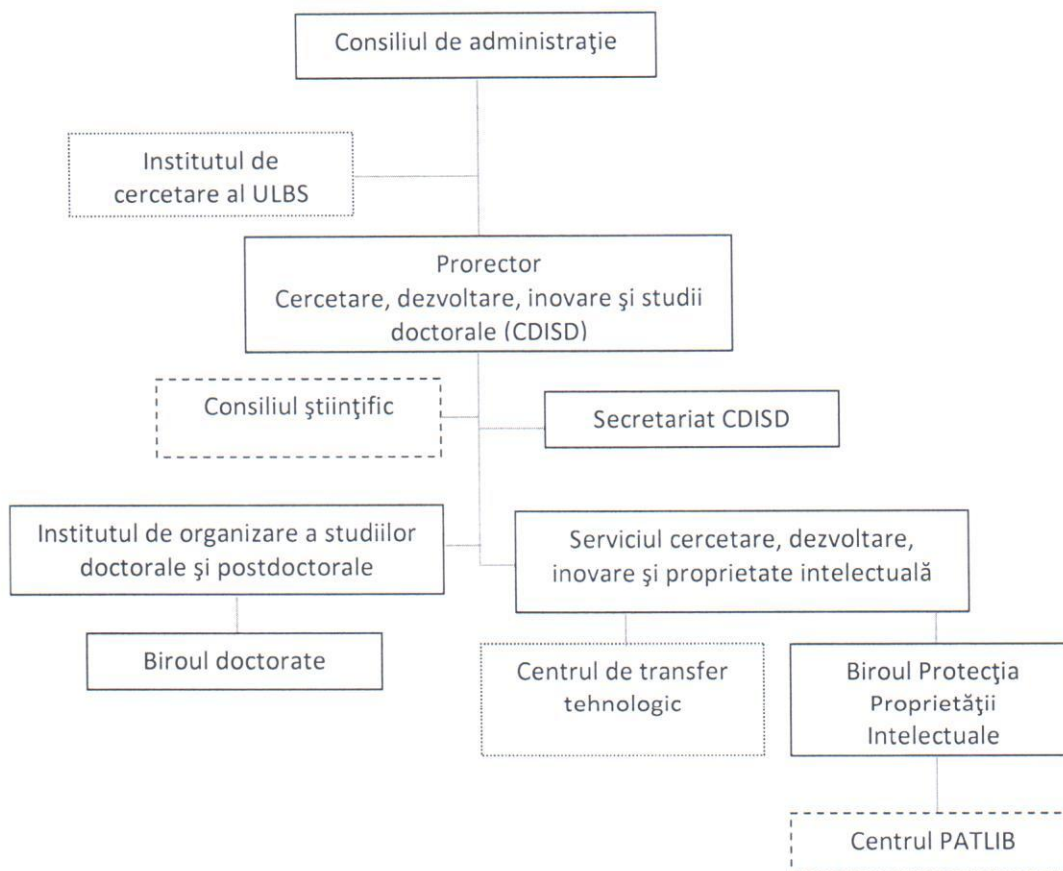 Consiliul de administraţie
Institutul de
cercetare al ULBS
Prorector
Cercetare, dezvoltare, inovare şi studii
doctorale (CDISD)
Consiliul ştiinţific
Secretariat CDISD
Institutul de organizare a studiilor
doctorale şi postdoctorale
Serviciul cercetare, dezvoltare,
inovare şi proprietate intelectuală
Biroul doctorate
Centrul de transfer
tehnologic
Biroul Protecţia
Proprietăţii
Intelectuale
Centrul PATLIB